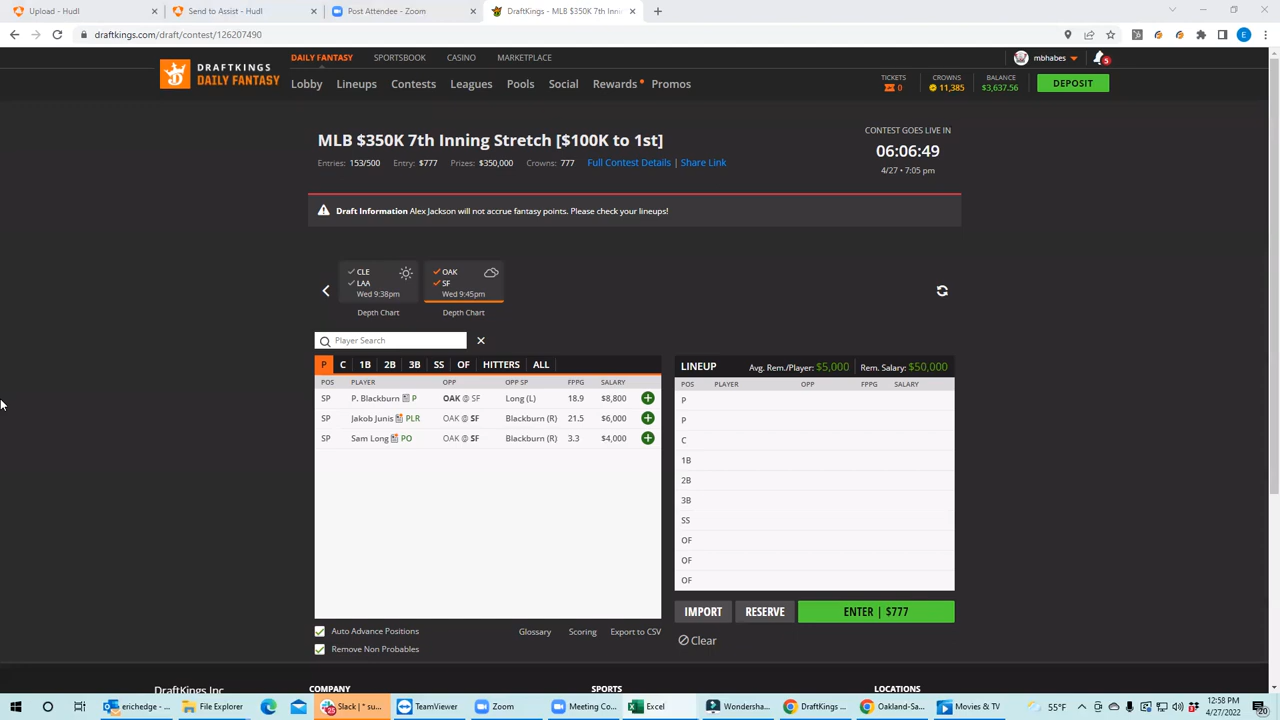 Upload - Hudl
Send to Assist - Hudl
Post Attendee - Zoom
DraftKings - MLB $350K 7th Inni
draftkings.com/draft/contest/126207490
E
DAILY FANTASY SPORTSBOOK CASINO MARKETPLACE
mbhabes 5
DRAFTKINGS
DAILY FANTASY
Lobby Lineups Contests Leagues Pools Social Rewards Promos
TICKETS
0
CROWNS
11,385
BALANCE
$3,637.56
DEPOSIT
MLB $350K 7th Inning Stretch [$100K to 1st]
Entries: 153/500 Entry: $777 Prizes: $350,000 Crowns: 777 Full Contest Details | Share Link
CONTEST GOES LIVE IN
06:06:49
4/27 • 7:05 pm
Draft Information Alex Jackson will not accrue fantasy points. Please check your lineups!
CLE
LAA
Wed 9:38pm
Depth Chart
OAK
SF
Wed 9:45pm
Depth Chart
Player Search
P C 1B 2B 3B SS OF HITTERS ALL
POS PLAYER OPP OPP SP FPPG SALARY
SP P. Blackburn P OAK @ SF Long (L) 18.9 $8,800
SP Jakob Junis PLR OAK @ SF Blackburn (R) 21.5 $6,000
SP Sam Long PO OAK @ SF Blackburn (R) 3.3 $4,000
LINEUP Avg. Rem./Player: $5,000 Rem. Salary: $50,000
POS PLAYER OPP FPPG SALARY
P
P
C
1B
2B
3B
SS
OF
OF
OF
IMPORT RESERVE ENTER | $777
Clear
Auto Advance Positions
Remove Non Probables
Glossary Scoring Export to CSV
DraftKings Inc COMPANY SPORTS LOCATIONS
erichedge... File Explorer Slack | * su... TeamViewer Zoom Meeting Co... Excel Wondersha... DraftKings ... Oakland-Sa... Movies & TV 55°F
12:58 PM
4/27/2022
20